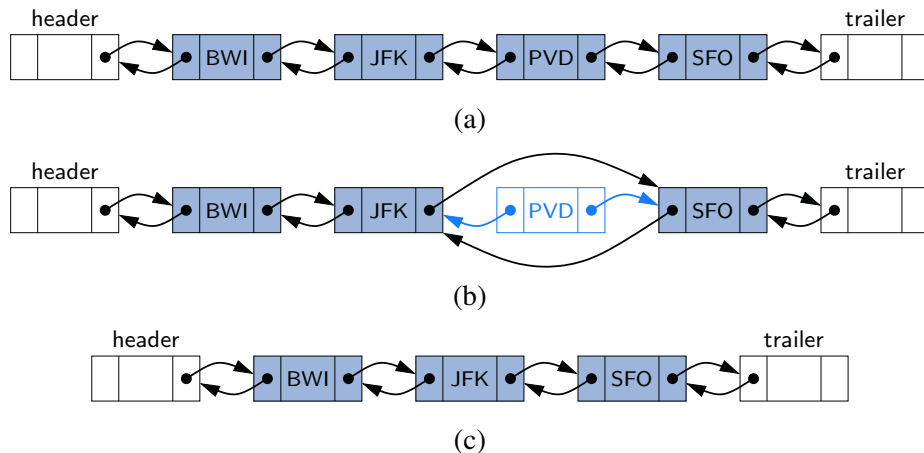 header trailer
BWI JFK PVD SFO
(a)
header trailer
BWI JFK PVD SFO
(b)
header trailer
BWI JFK SFO
(c)